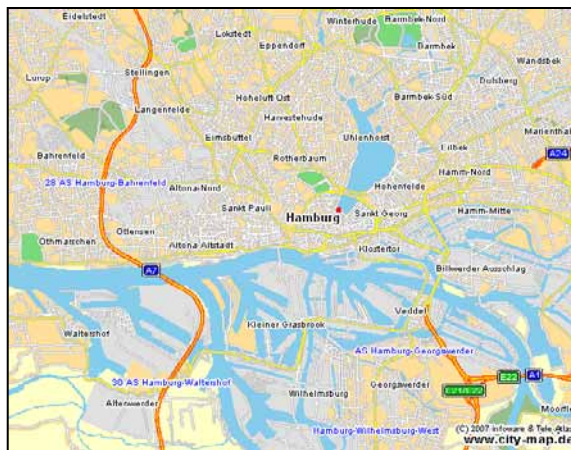 Eidelstedt
Winterhude
Barmbek-Nord
Lokstedt
Eppendorf
Barmbek
Wandsbek
Stellingen
Lurup
Dulsberg
Hoheluft Ost
Barmbek-Süd
Langenfelde
Harvestehude
Marienthal
Eimsbüttel
Uhlenhorst
Eilbek
Bahrenfeld
Rotherbaum
A24
Hamm-Nord
28 AS Hamburg-Bahrenfeld
Altona-Nord
Hohenfelde
Sankt Pauli
Hamburg
Sankt Georg
Hamm-Mitte
Ottensen
Othmarschen
Altona Altstadt
Klostertor
A7
Billwerder Ausschlag
Veddel
Waltershof
Kleiner Grasbrook
AS Hamburg-Georgswerder
30 AS Hamburg-Waltershof
E22
A1
Georgswerder
Wilhelmsburg
Altenwerder
Moorfl
Hamburg-Wilhelmsburg-West
(C) 2007 infoware & Tele Atlas
www.city-map.de